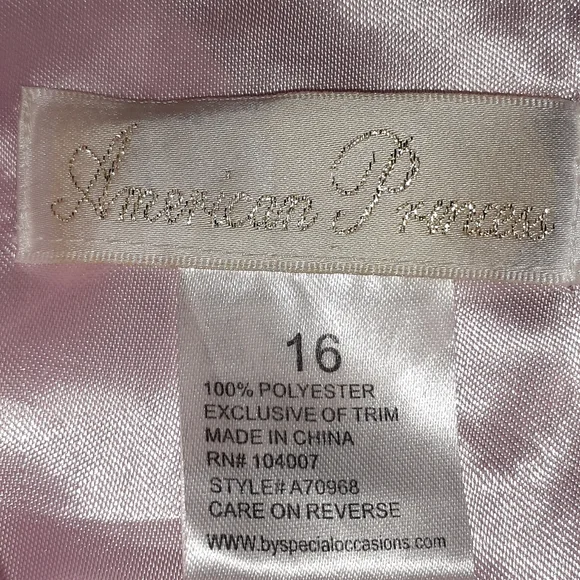 American Princess
16
100% POLYESTER
EXCLUSIVE OF TRIM
MADE IN CHINA
RN# 104007
STYLE# A70968
CARE ON REVERSE
WWW.BYSPECIALOCCASIONS.COM